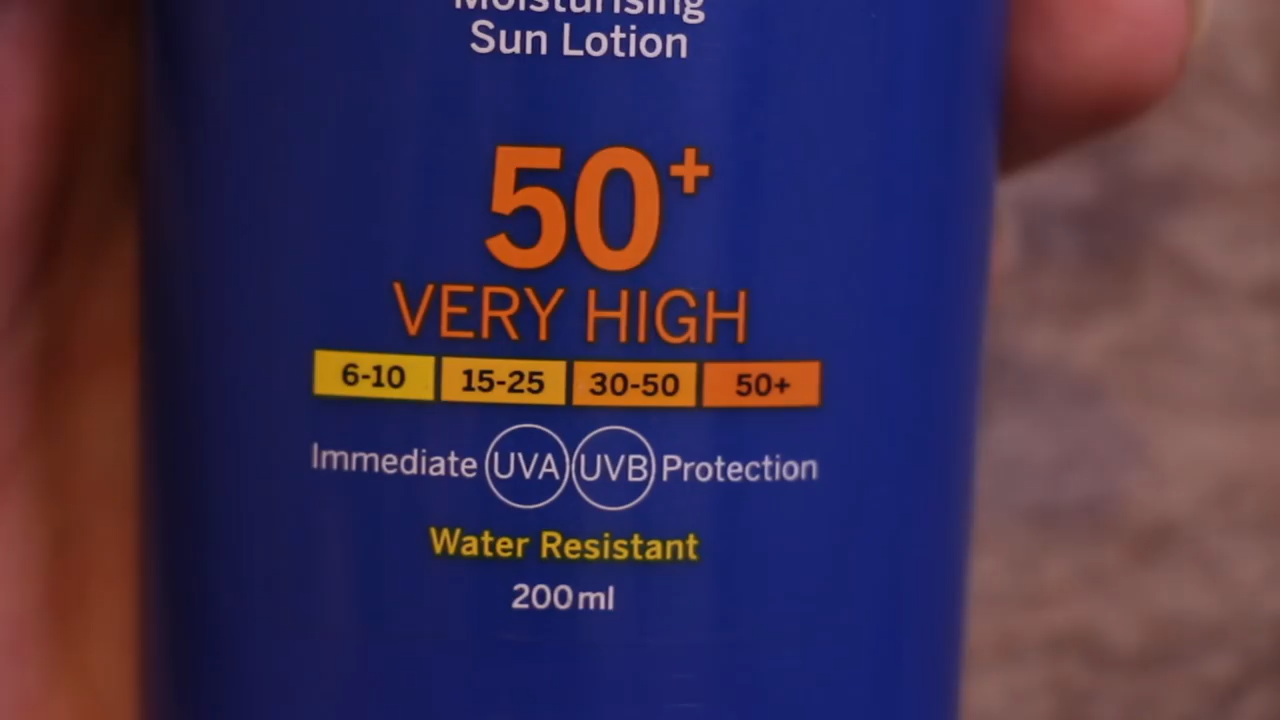 Moisturising
Sun Lotion
50+
VERY HIGH
6-10 15-25 30-50 50+
Immediate UVA UVB Protection
Water Resistant
200ml